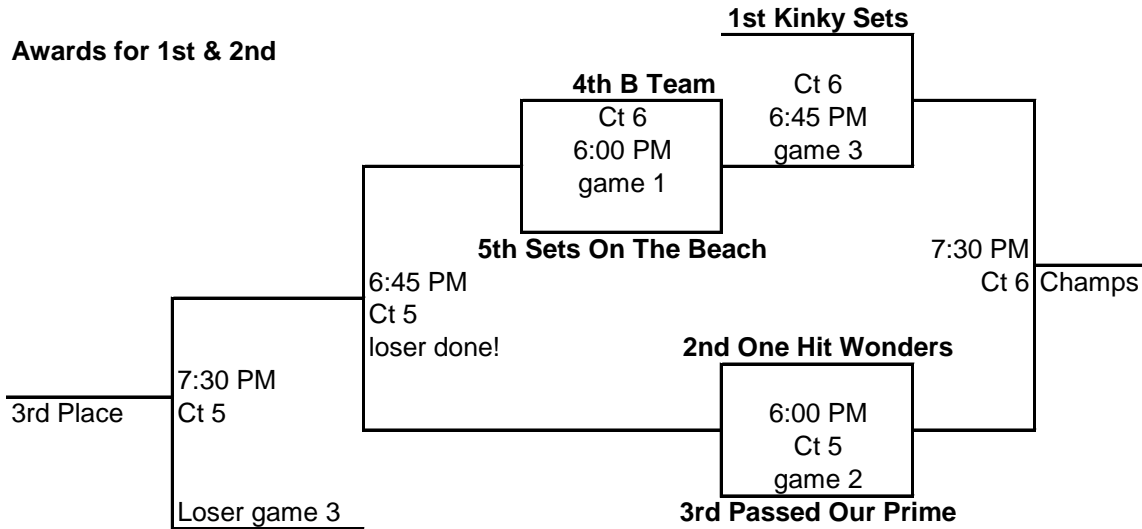 1st Kinky Sets
Awards for 1st & 2nd
4th B Team
Ct 6
6:00 PM
game 1
Ct 6
6:45 PM
game 3
5th Sets On The Beach
7:30 PM
Ct 6
Champs
6:45 PM
Ct 5
loser done!
2nd One Hit Wonders
7:30 PM
Ct 5
3rd Place
6:00 PM
Ct 5
game 2
Loser game 3
3rd Passed Our Prime